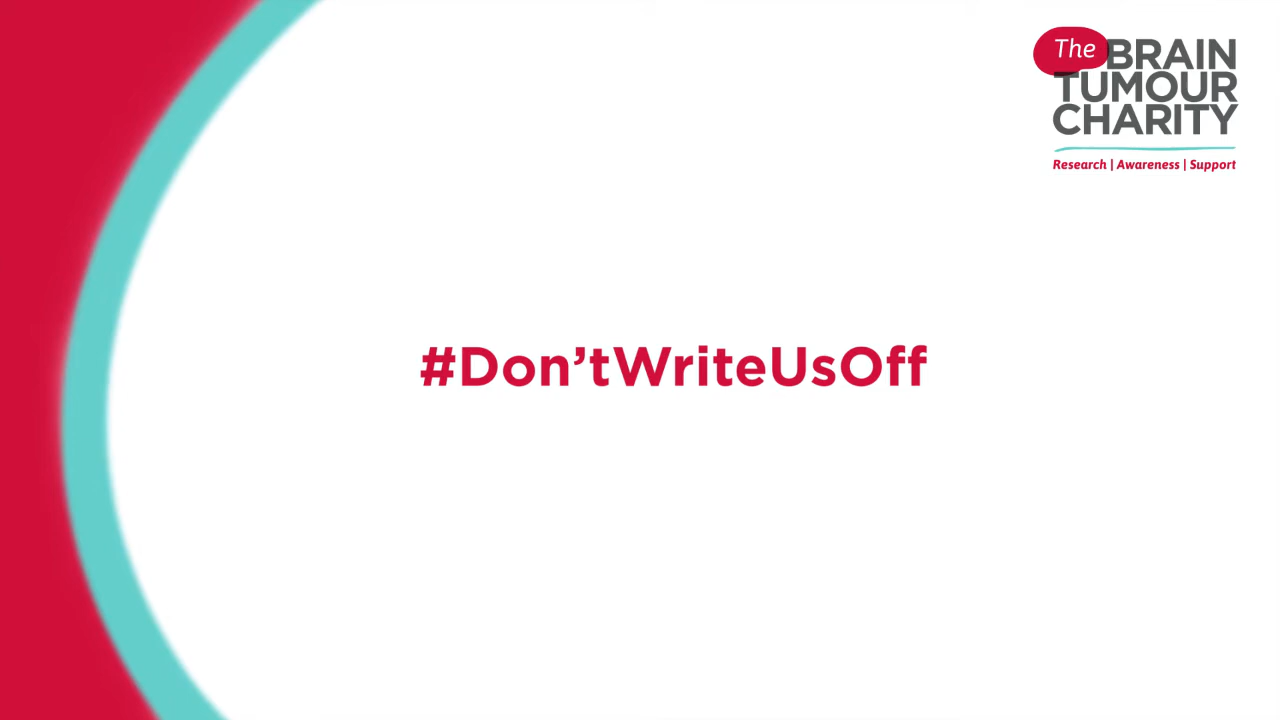 The BRAIN
TUMOUR
CHARITY
Research | Awareness | Support
#Don’tWriteUsOff